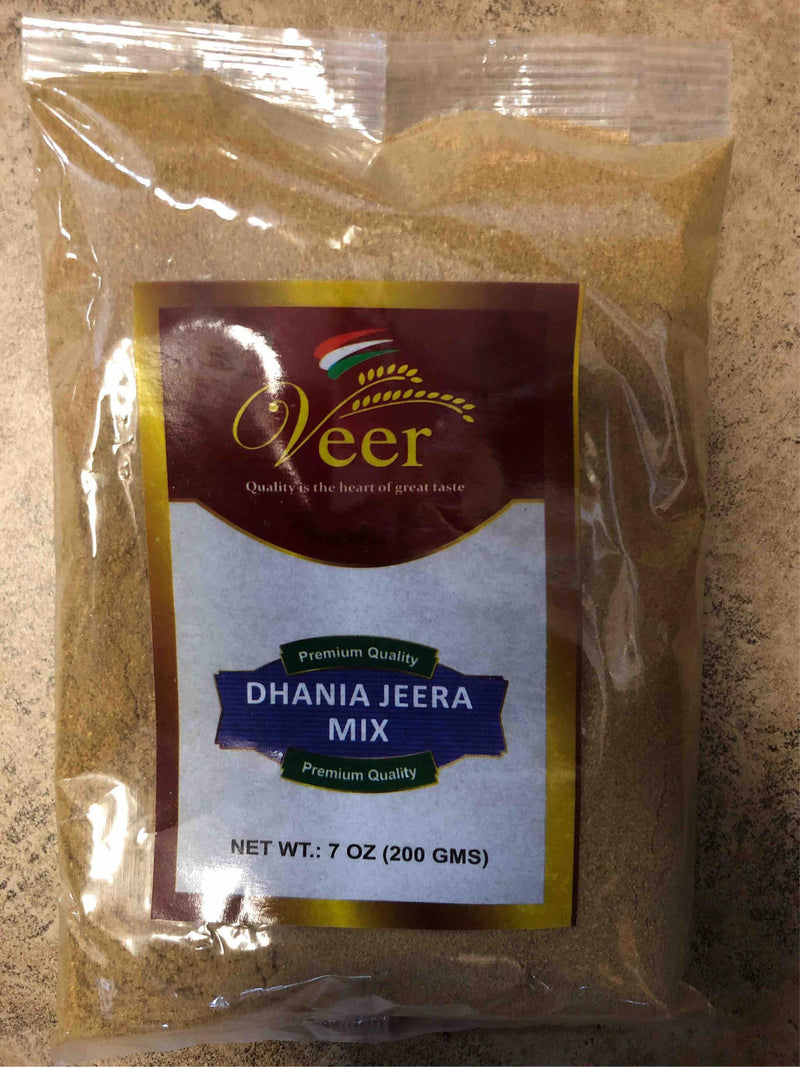 Veer
Quality is the heart of great taste
Premium Quality
DHANIA JEERA
MIX
Premium Quality
NET WT.: 7 OZ (200 GMS)